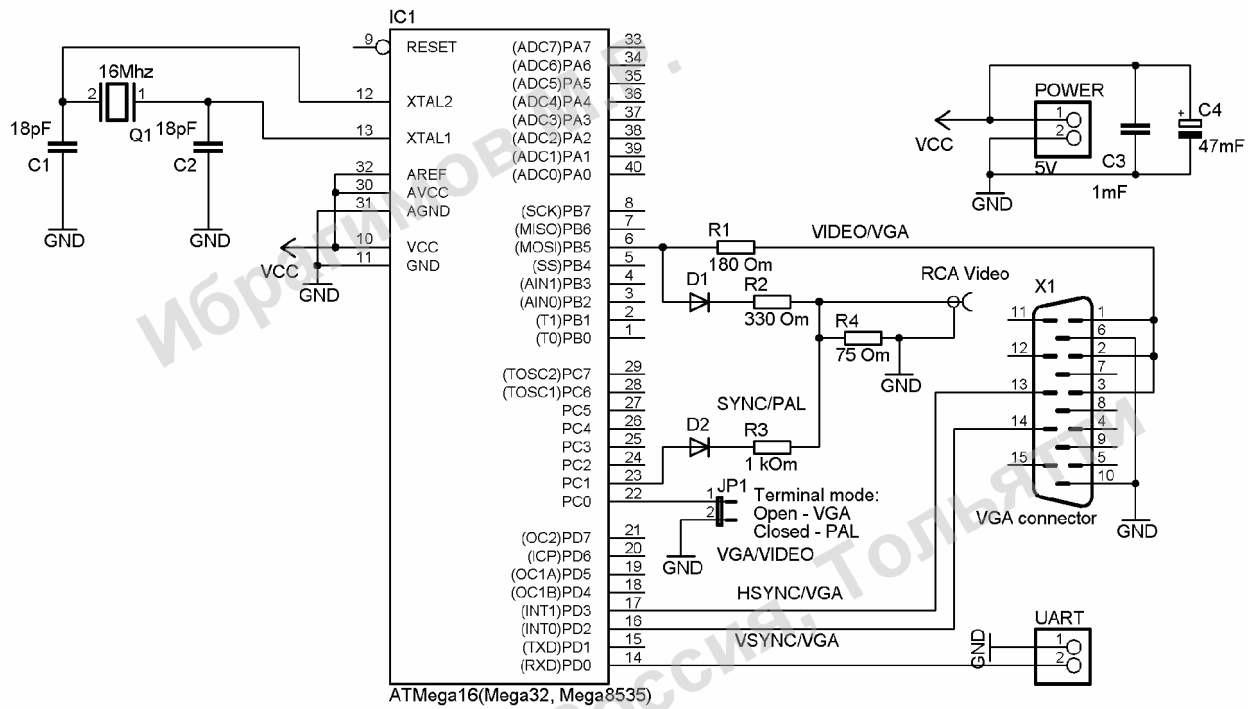 IC1
9
RESET
12
XTAL2
13
XTAL1
32
AREF
30
AVCC
31
AGND
10
VCC
11
GND
(ADC7)PA7
33
(ADC6)PA6
34
(ADC5)PA5
35
(ADC4)PA4
36
(ADC3)PA3
37
(ADC2)PA2
38
(ADC1)PA1
39
(ADC0)PA0
40
(SCK)PB7
8
(MISO)PB6
7
(MOSI)PB5
6
(SS)PB4
5
(AIN1)PB3
4
(AIN0)PB2
3
(T1)PB1
2
(T0)PB0
1
(TOSC2)PC7
29
(TOSC1)PC6
28
PC5
27
PC4
26
PC3
25
PC2
24
PC1
23
PC0
22
(OC2)PD7
21
(ICP)PD6
20
(OC1A)PD5
19
(OC1B)PD4
18
(INT1)PD3
17
(INT0)PD2
16
(TXD)PD1
15
(RXD)PD0
14
ATMega16(Mega32, Mega8535)
16Mhz
2
1
Q1
18pF
C1
18pF
C2
GND
GND
VCC
GND
POWER
1
2
5V
VCC
GND
C3
1mF
+
C4
47mF
R1
180 Om
VIDEO/VGA
D1
R2
330 Om
R4
75 Om
RCA Video
GND
SYNC/PAL
D2
R3
1 kOm
JP1
1
2
Terminal mode:
Open - VGA
Closed - PAL
VGA/VIDEO
GND
HSYNC/VGA
VSYNC/VGA
X1
11
1
6
12
2
7
13
3
8
14
4
9
15
5
10
VGA connector
GND
UART
1
2
GND
Ибрагимов М.Р.
Россия, Тольятти